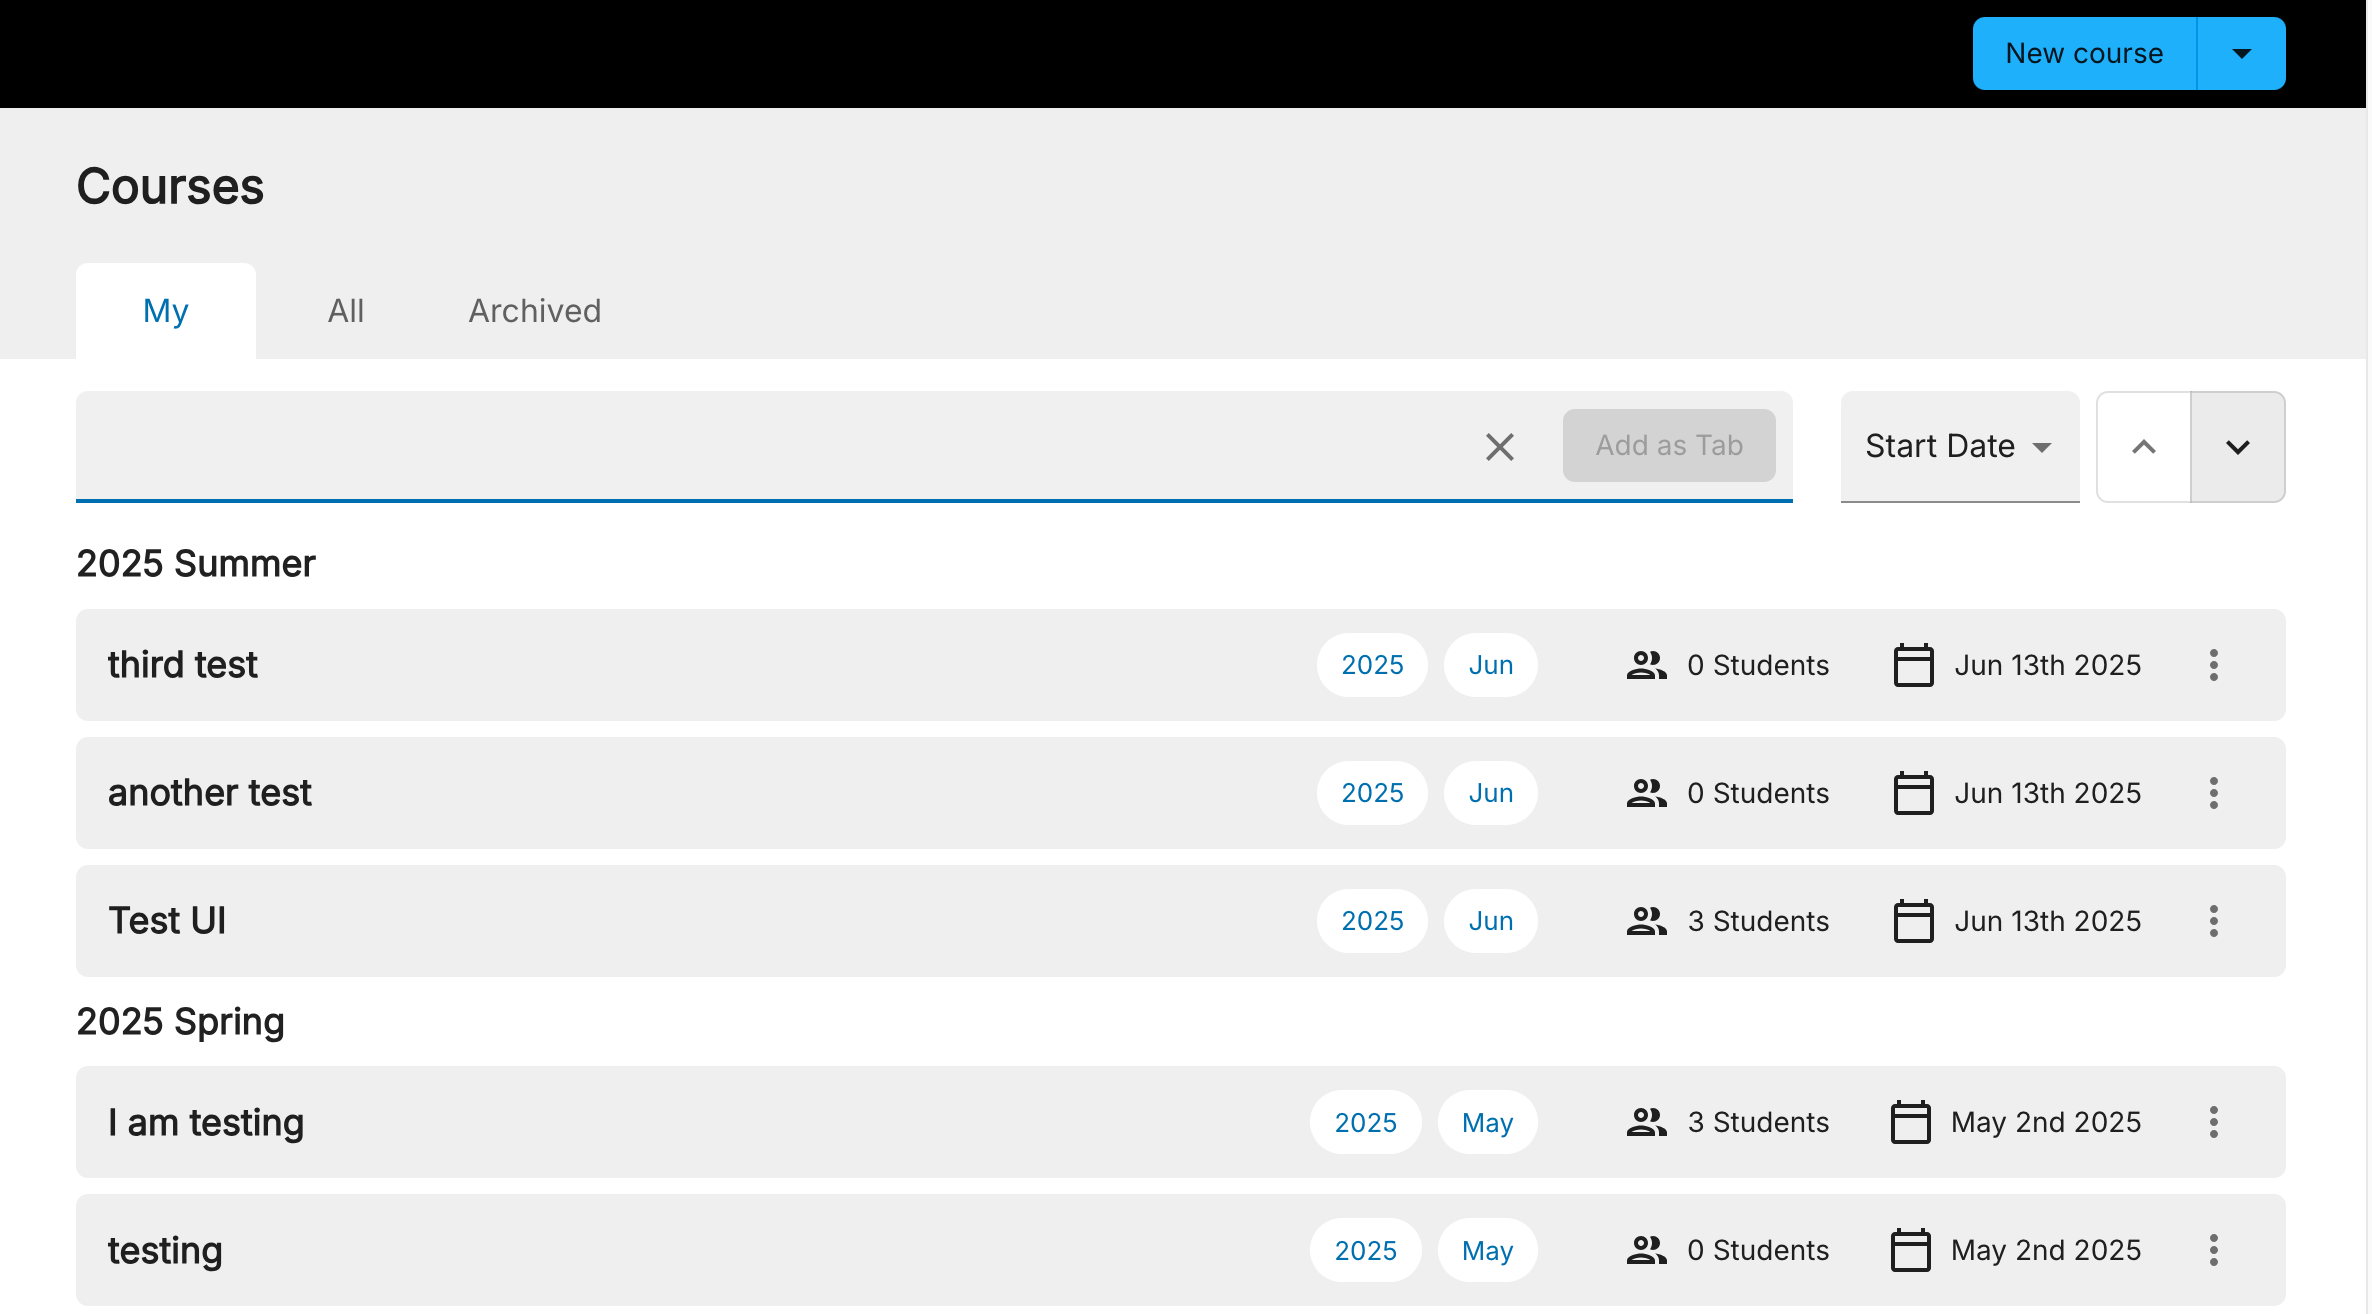 New course
Courses
My All Archived
Add as Tab Start Date
2025 Summer
third test 2025 Jun 0 Students Jun 13th 2025
another test 2025 Jun 0 Students Jun 13th 2025
Test UI 2025 Jun 3 Students Jun 13th 2025
2025 Spring
I am testing 2025 May 3 Students May 2nd 2025
testing 2025 May 0 Students May 2nd 2025